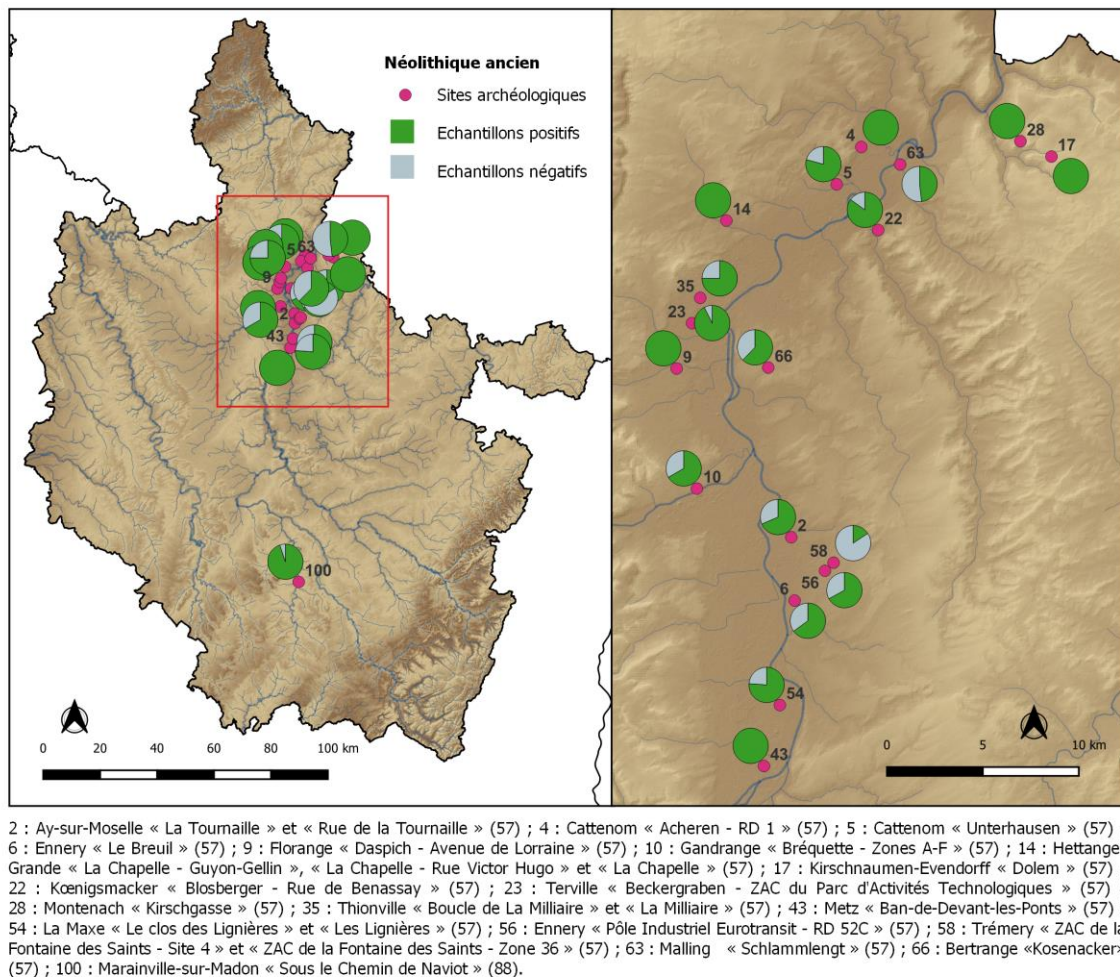 Néolithique ancien
Sites archéologiques
Echantillons positifs
Echantillons négatifs
5
63
9
2
43
100
0 20 40 60 80 100 km
4
28
63
17
5
14
22
35
23
9
66
10
2
58
56
6
54
43
0 5 10 km
2 : Ay-sur-Moselle « La Tournaille » et « Rue de la Tournaille » (57) ; 4 : Cattenom « Acheren - RD 1 » (57) ; 5 : Cattenom « Unterhausen » (57)
6 : Ennery « Le Breuil » (57) ; 9 : Florange « Daspich - Avenue de Lorraine » (57) ; 10 : Gandrange « Bréquette - Zones A-F » (57) ; 14 : Hettange
Grande « La Chapelle - Guyon-Gellin », « La Chapelle - Rue Victor Hugo » et « La Chapelle » (57) ; 17 : Kirschnaumen-Evendorff « Dolem » (57)
22 : Kœnigsmacker « Blosberger - Rue de Benassay » (57) ; 23 : Terville « Beckergraben - ZAC du Parc d'Activités Technologiques » (57)
28 : Montenach « Kirschgasse » (57) ; 35 : Thionville « Boucle de La Milliaire » et « La Milliaire » (57) ; 43 : Metz « Ban-de-Devant-les-Ponts » (57)
54 : La Maxe « Le clos des Lignières » et « Les Lignières » (57) ; 56 : Ennery « Pôle Industriel Eurotransit - RD 52C » (57) ; 58 : Trémery « ZAC de la
Fontaine des Saints - Site 4 » et « ZAC de la Fontaine des Saints - Zone 36 » (57) ; 63 : Malling « Schlammlengt » (57) ; 66 : Bertrange «Kosenacker»
(57) ; 100 : Marainville-sur-Madon « Sous le Chemin de Naviot » (88).